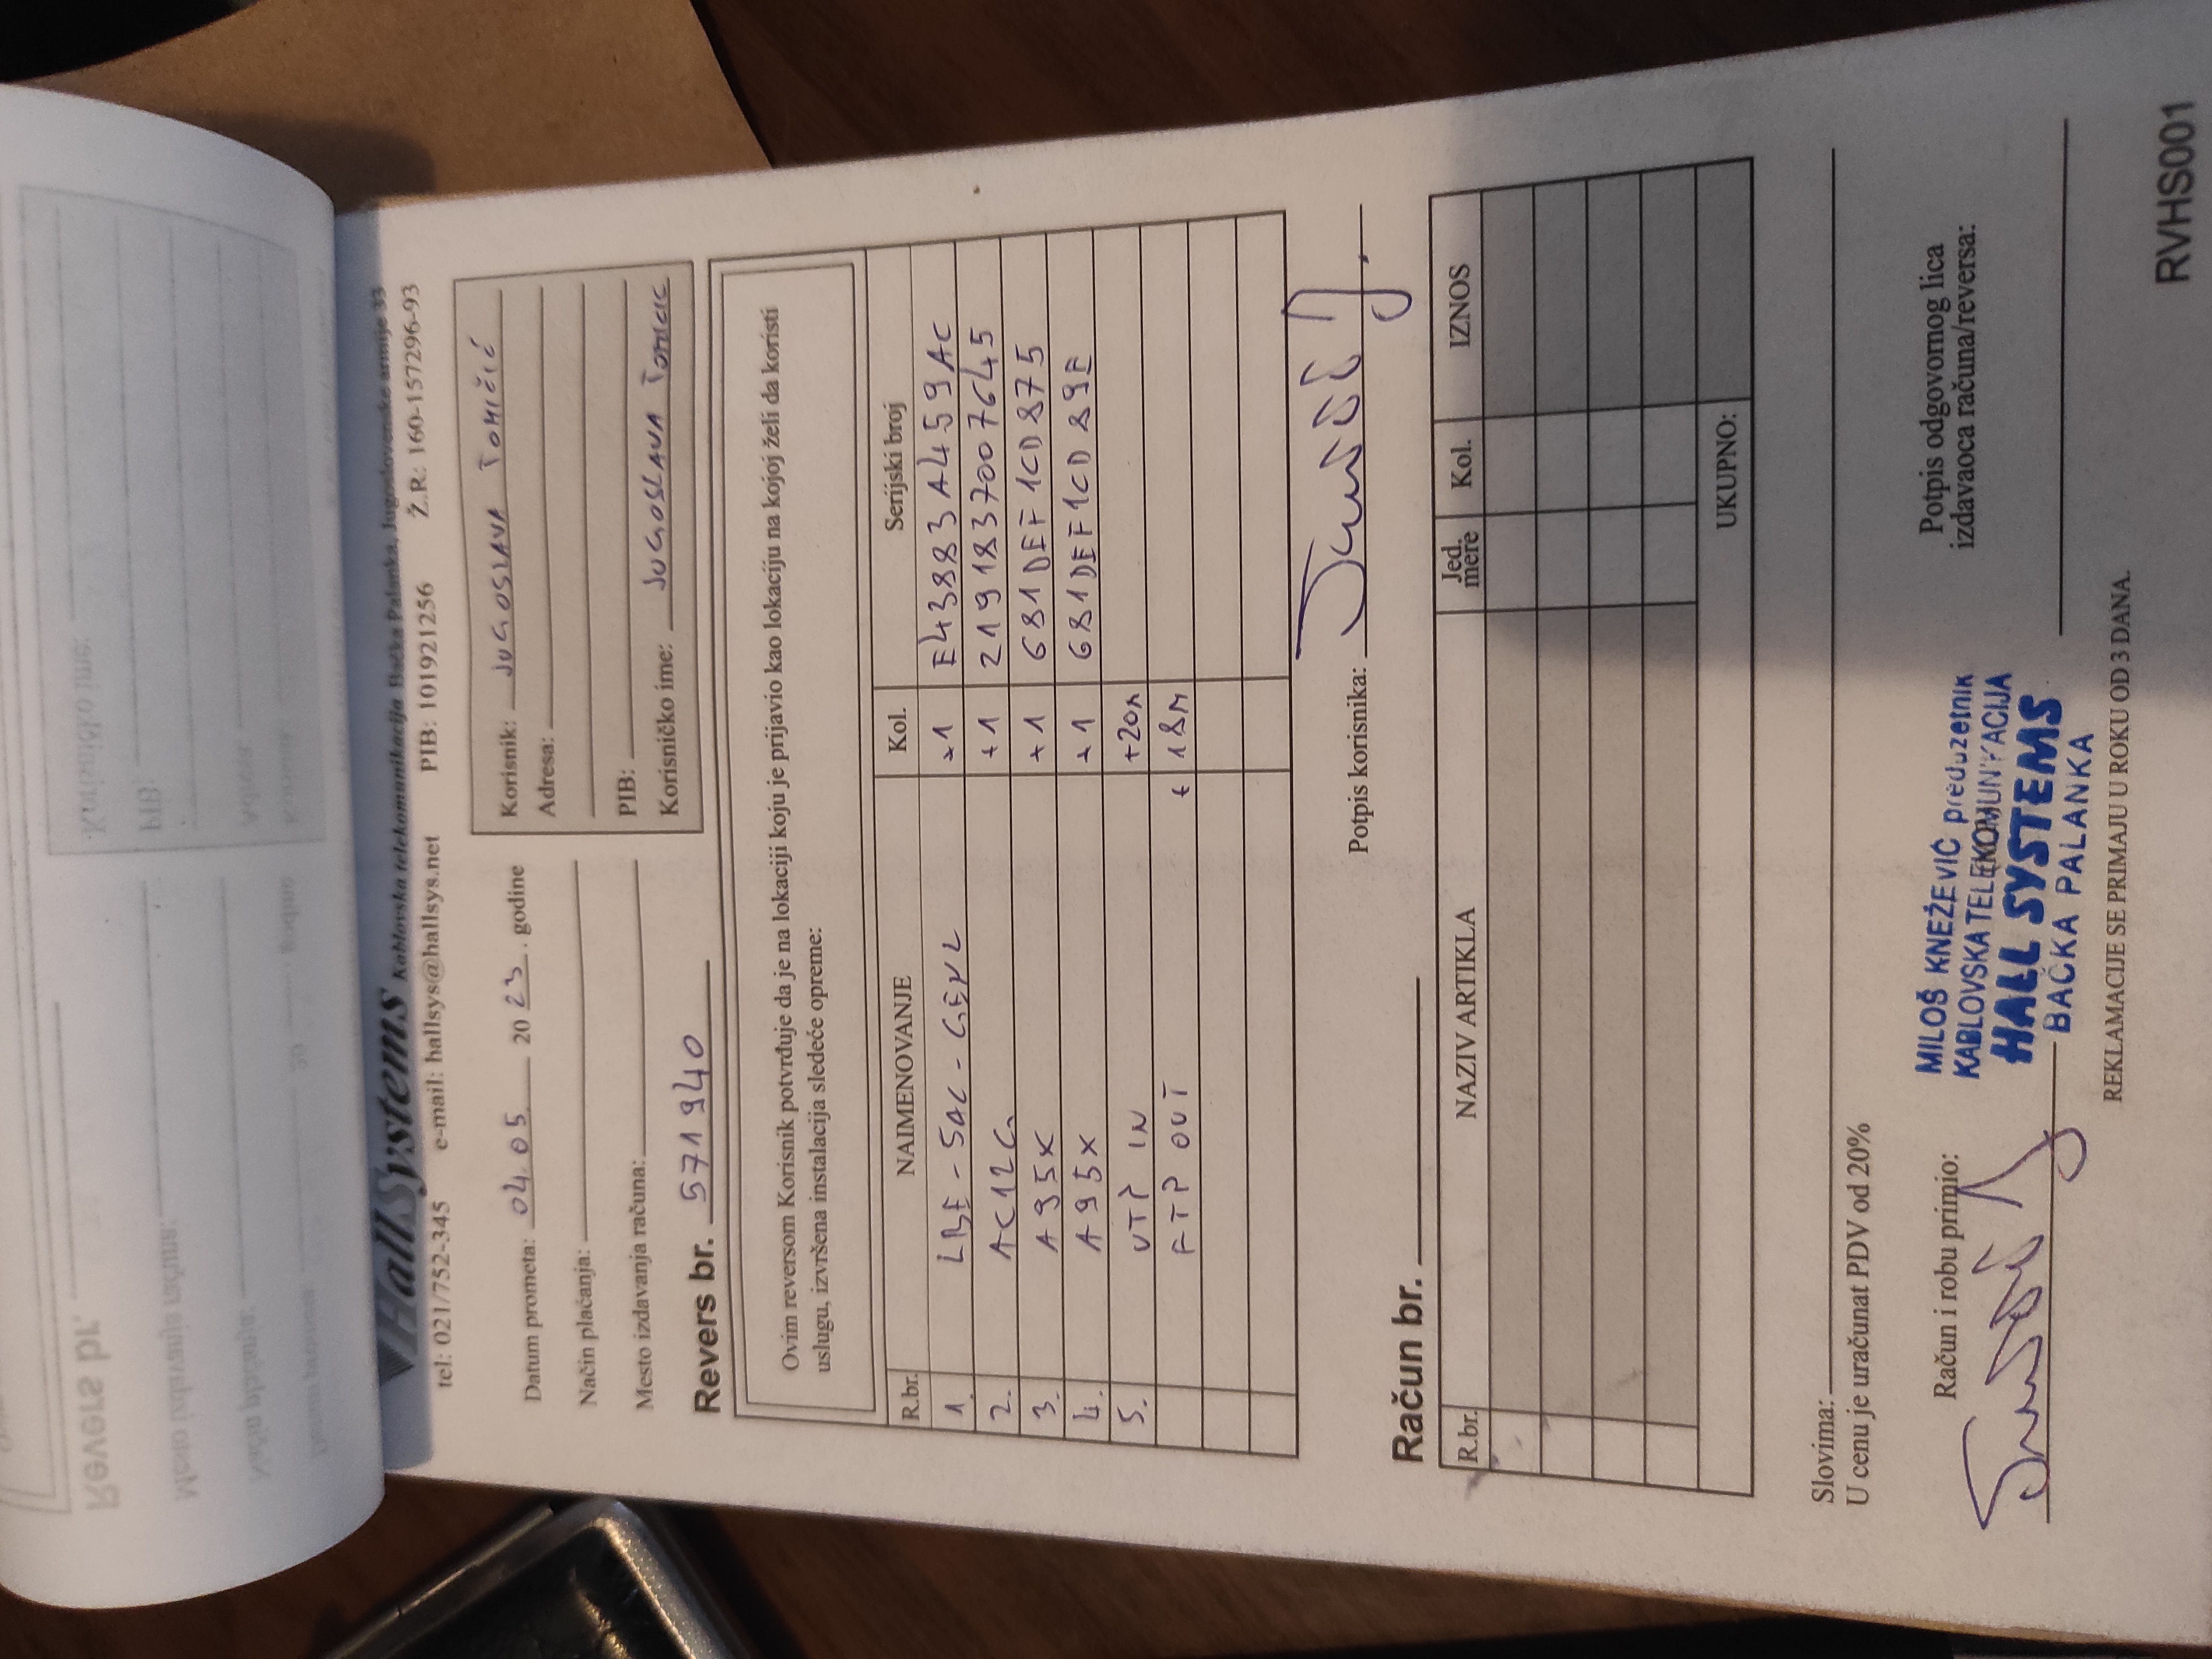 HallSystems Kablovska telekomunikacija Bačka Palanka, Jugoslovenske armije 33
tel: 021/752-345 e-mail: hallsys@hallsys.net PIB: 101921256 Ž.R.: 160-157296-93
Datum prometa: 04.05 2023. godine
Način plaćanja:
Mesto izdavanja računa:
Korisnik: JUGOSLAVA TOMIČIĆ
Adresa:
PIB:
Korisničko ime: JUGOSLAVA TOMICIC
Revers br. 571940
Ovim reversom Korisnik potvrđuje da je na lokaciji koju je prijavio kao lokaciju na kojoj želi da koristi
uslugu, izvršena instalacija sledeće opreme:
R.br. NAIMENOVANJE Kol. Serijski broj
1. LBE-5AC-GEN2 +1 E43883A459AC
2. AC12G +1 2191837007645
3. A95X +1 681DEF1CD875
4. A95X +1 681DEF1CD89E
5. UTP IN +20m
FTP OUT + 18m
Potpis korisnika:
Račun br.
R.br. NAZIV ARTIKLA Jed. mere Kol. IZNOS
UKUPNO:
Slovima:
U cenu je uračunat PDV od 20%
Račun i robu primio:
MILOŠ KNEŽEVIĆ preduzetnik
KABLOVSKA TELEKOMUNIKACIJA
HALL SYSTEMS
BAČKA PALANKA
Potpis odgovornog lica
izdavaoca računa/reversa:
REKLAMACIJE SE PRIMAJU U ROKU OD 3 DANA.
RVHS001